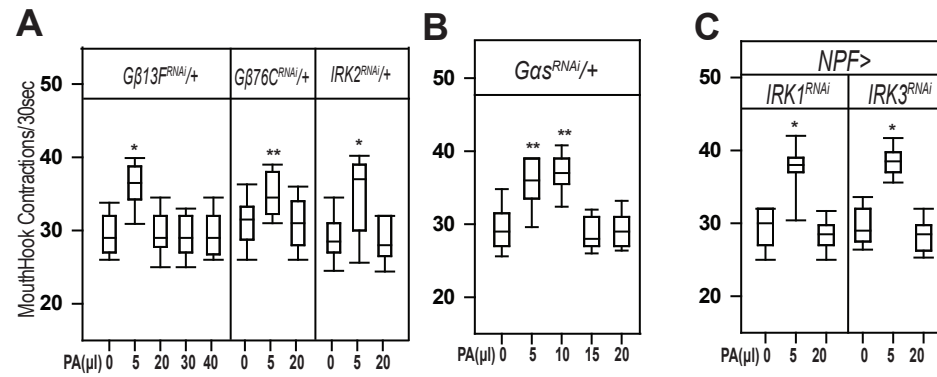 A
Gβ13F^RNAi/+ Gβ76C^RNAi/+ IRK2^RNAi/+
MouthHook Contractions/30sec
50
40
30
20
* ** *
PA(µl) 0 5 20 30 40 0 5 20 0 5 20
B
Gαs^RNAi/+
50
40
30
20
** **
PA(µl) 0 5 10 15 20
C
NPF>
IRK1^RNAi IRK3^RNAi
50
40
30
20
* *
PA(µl) 0 5 20 0 5 20